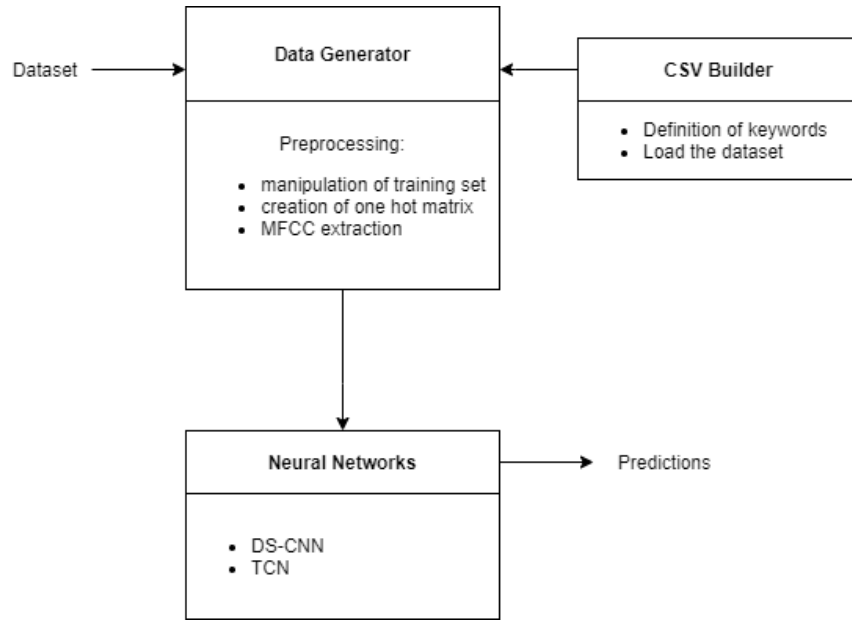 Dataset
Data Generator
Preprocessing:
manipulation of training set
creation of one hot matrix
MFCC extraction
CSV Builder
Definition of keywords
Load the dataset
Neural Networks
DS-CNN
TCN
Predictions